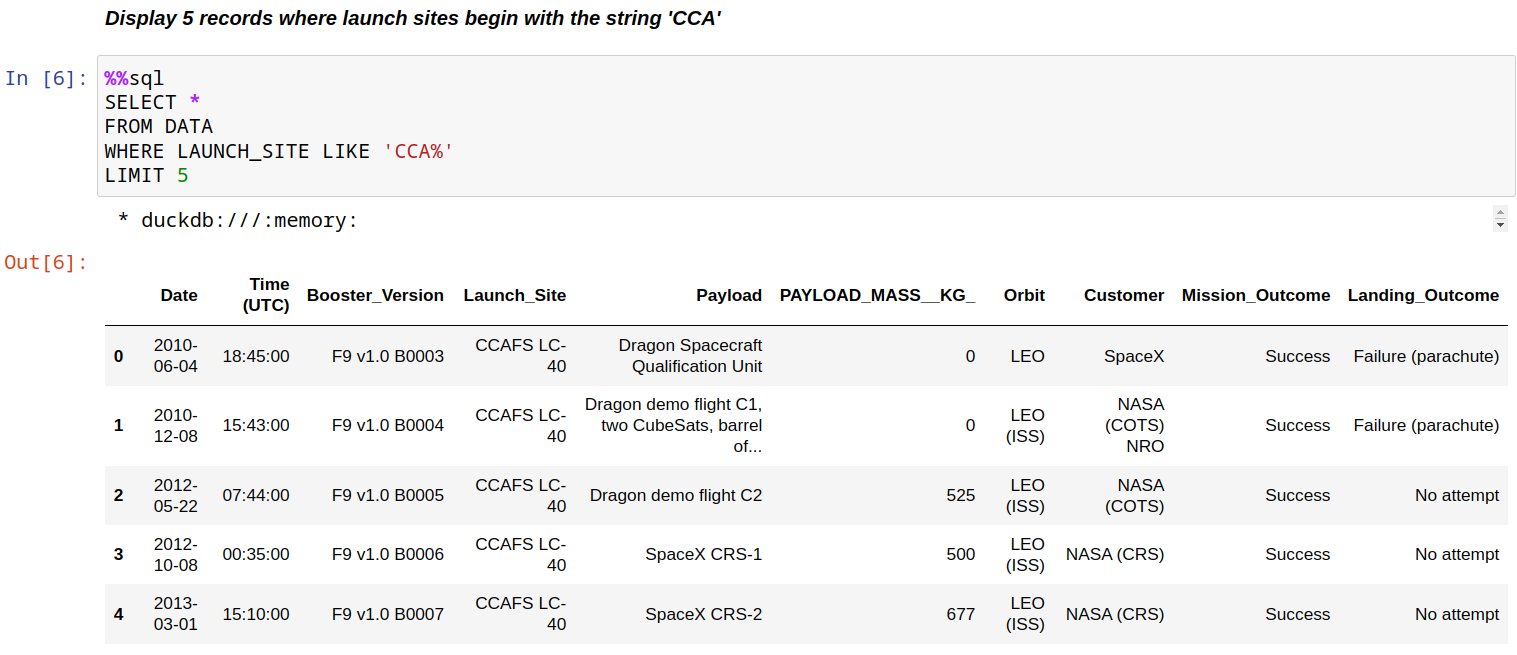 Display 5 records where launch sites begin with the string 'CCA'
In [6]:
%%sql
SELECT *
FROM DATA
WHERE LAUNCH_SITE LIKE 'CCA%'
LIMIT 5
* duckdb:///:memory:
Out[6]:
Date Time (UTC) Booster_Version Launch_Site Payload PAYLOAD_MASS__KG_ Orbit Customer Mission_Outcome Landing_Outcome
0 2010-06-04 18:45:00 F9 v1.0 B0003 CCAFS LC-40 Dragon Spacecraft Qualification Unit 0 LEO SpaceX Success Failure (parachute)
1 2010-12-08 15:43:00 F9 v1.0 B0004 CCAFS LC-40 Dragon demo flight C1, two CubeSats, barrel of... 0 LEO (ISS) NASA (COTS) NRO Success Failure (parachute)
2 2012-05-22 07:44:00 F9 v1.0 B0005 CCAFS LC-40 Dragon demo flight C2 525 LEO (ISS) NASA (COTS) Success No attempt
3 2012-10-08 00:35:00 F9 v1.0 B0006 CCAFS LC-40 SpaceX CRS-1 500 LEO (ISS) NASA (CRS) Success No attempt
4 2013-03-01 15:10:00 F9 v1.0 B0007 CCAFS LC-40 SpaceX CRS-2 677 LEO (ISS) NASA (CRS) Success No attempt